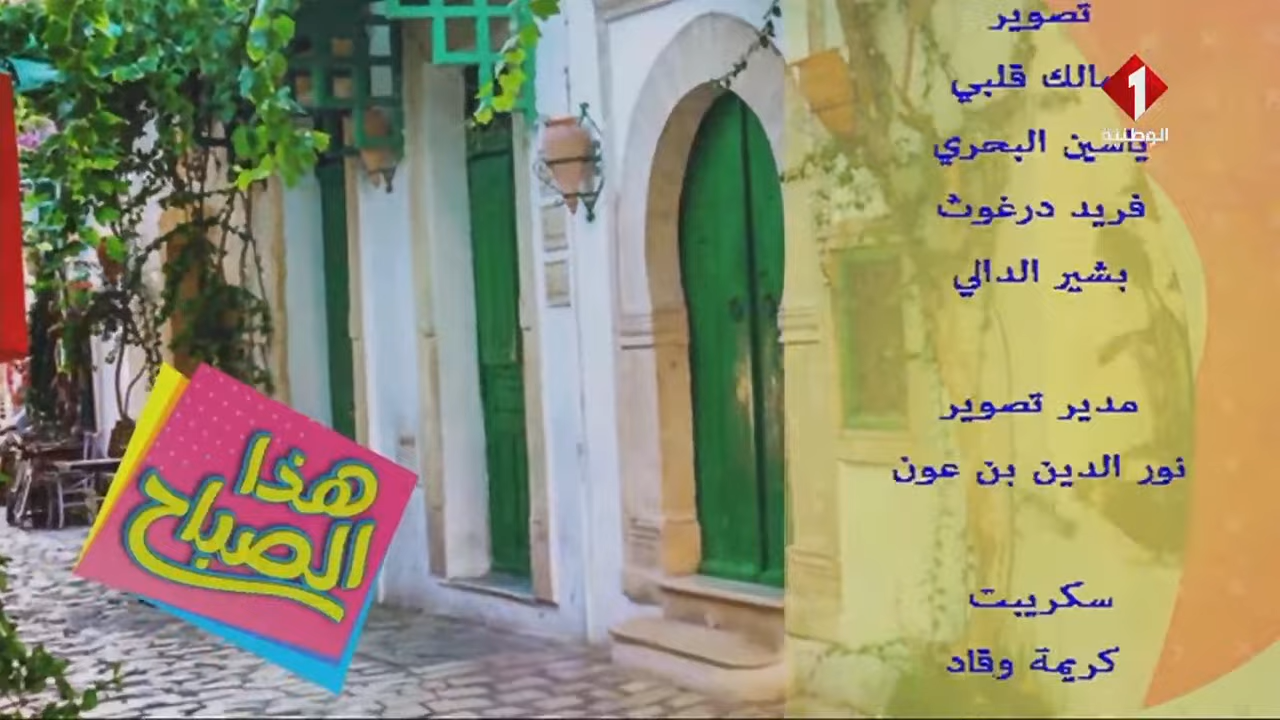 تصوير
مالك قلبي
ياسين البحري
فريد درغوث
بشير الدالي
مدير تصوير
نور الدين بن عون
سكريبت
كريمة وقاد
1
الوطنية
هذا
الصباح